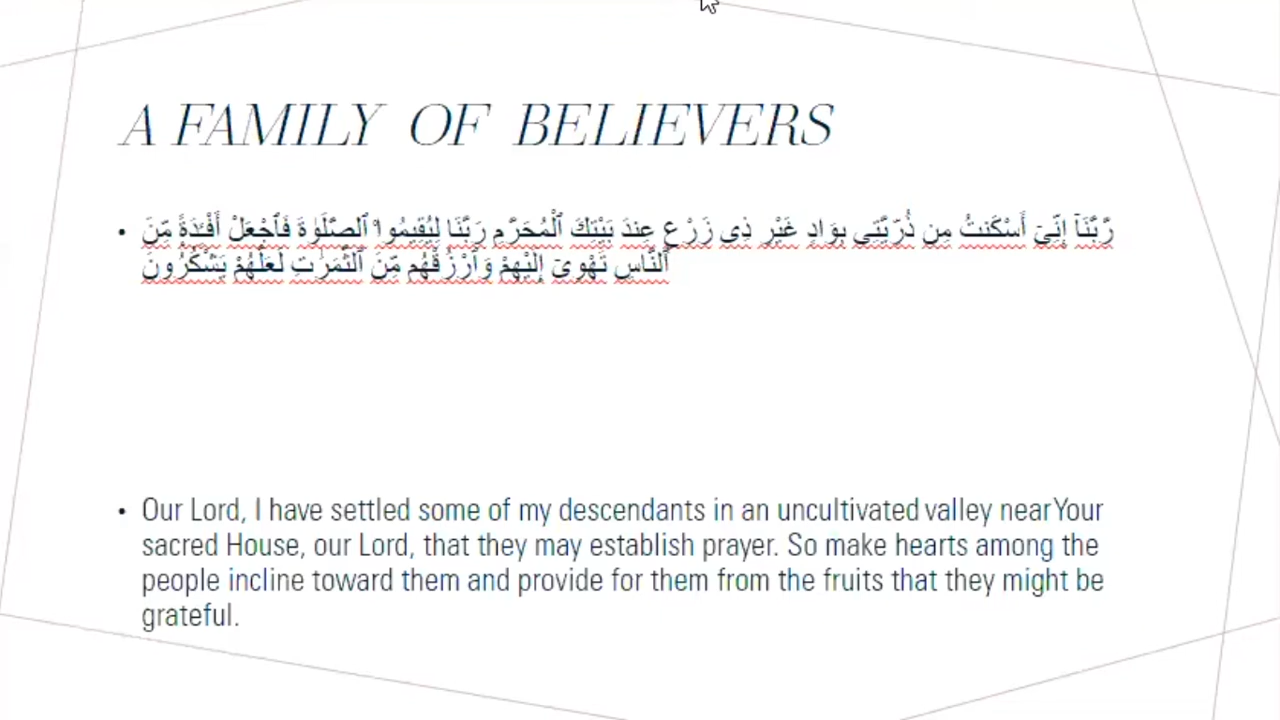 A FAMILY OF BELIEVERS
• رَّبَّنَآ إِنِّىٓ أَسْكَنتُ مِن ذُرِّيَّتِى بِوَادٍ غَيْرِ ذِى زَرْعٍ عِندَ بَيْتِكَ ٱلْمُحَرَّمِ رَبَّنَا لِيُقِيمُوا۟ ٱلصَّلَوٰةَ فَٱجْعَلْ أَفْـِٔدَةً مِّنَ
ٱلنَّاسِ تَهْوِىٓ إِلَيْهِمْ وَٱرْزُقْهُم مِّنَ ٱلثَّمَرَٰتِ لَعَلَّهُمْ يَشْكُرُونَ
• Our Lord, I have settled some of my descendants in an uncultivated valley near Your
sacred House, our Lord, that they may establish prayer. So make hearts among the
people incline toward them and provide for them from the fruits that they might be
grateful.